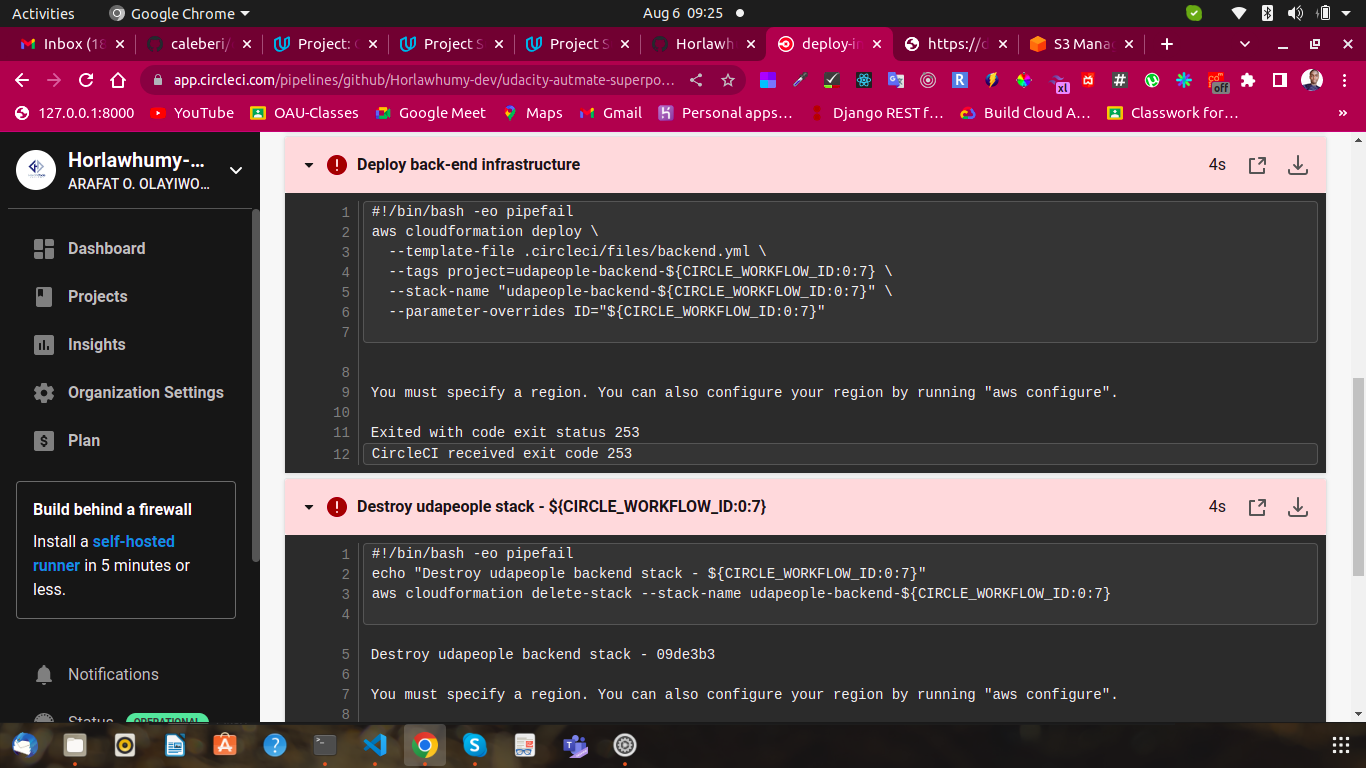 Activities
Google Chrome
Aug 6 09:25
Inbox (18
caleberi/
Project: 
Project S
Project S
Horlawh
deploy-in
https://c
S3 Mana
app.circleci.com/pipelines/github/Horlawhumy-dev/udacity-autmate-superpo…
xl
off
127.0.0.1:8000
YouTube
OAU-Classes
Google Meet
Maps
Gmail
Personal apps…
Django REST f…
Build Cloud A…
Classwork for…
»
Horlawhumy-...
ARAFAT O. OLAYIWO...
Dashboard
Projects
Insights
Organization Settings
Plan
Build behind a firewall
Install a self-hosted
runner in 5 minutes or
less.
Notifications
Status
OPERATIONAL
Deploy back-end infrastructure
4s
1 #!/bin/bash -eo pipefail
2 aws cloudformation deploy \
3 --template-file .circleci/files/backend.yml \
4 --tags project=udapeople-backend-${CIRCLE_WORKFLOW_ID:0:7} \
5 --stack-name "udapeople-backend-${CIRCLE_WORKFLOW_ID:0:7}" \
6 --parameter-overrides ID="${CIRCLE_WORKFLOW_ID:0:7}"
7
8
9 You must specify a region. You can also configure your region by running "aws configure".
10
11 Exited with code exit status 253
12 CircleCI received exit code 253
Destroy udapeople stack - ${CIRCLE_WORKFLOW_ID:0:7}
4s
1 #!/bin/bash -eo pipefail
2 echo "Destroy udapeople backend stack - ${CIRCLE_WORKFLOW_ID:0:7}"
3 aws cloudformation delete-stack --stack-name udapeople-backend-${CIRCLE_WORKFLOW_ID:0:7}
4
5 Destroy udapeople backend stack - 09de3b3
6
7 You must specify a region. You can also configure your region by running "aws configure".
8